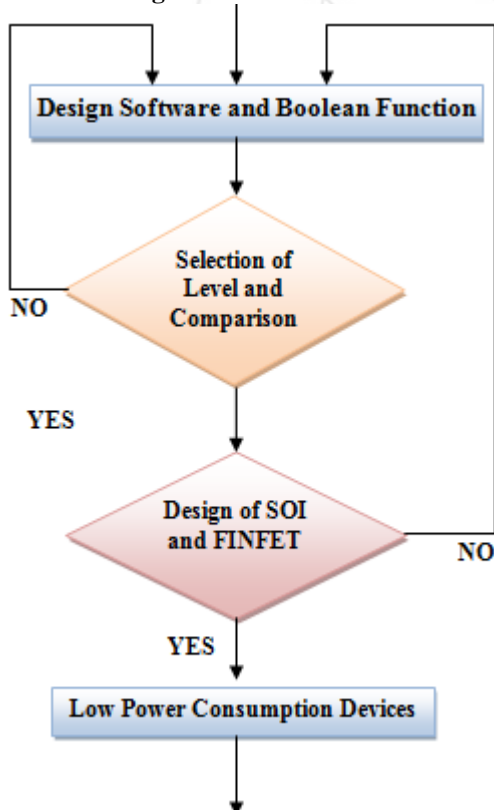 Design Software and Boolean Function
Selection of
Level and
Comparison
NO
YES
Design of SOI
and FINFET
NO
YES
Low Power Consumption Devices